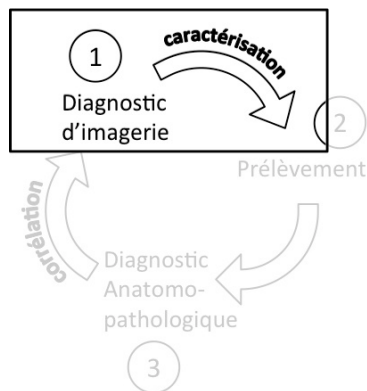 1
caractérisation
Diagnostic
d'imagerie
2
Prélèvement
corrélation
Diagnostic
Anatomo-
pathologique
3